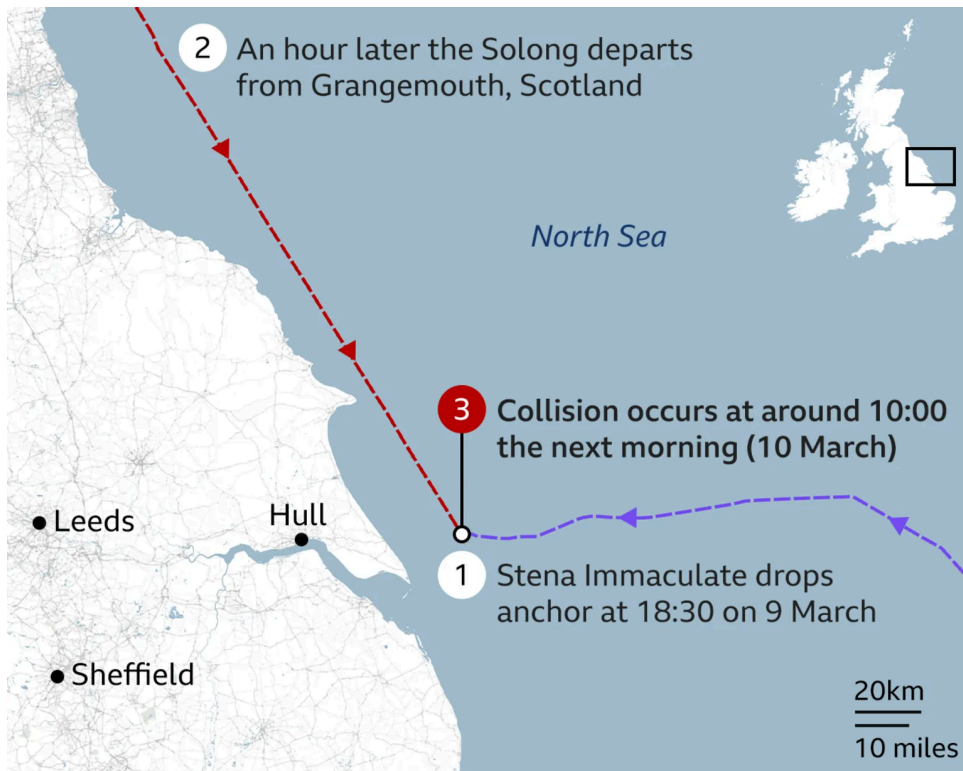 2 An hour later the Solong departs
from Grangemouth, Scotland
North Sea
3 Collision occurs at around 10:00
the next morning (10 March)
Leeds
Hull
1 Stena Immaculate drops
anchor at 18:30 on 9 March
Sheffield
20km
10 miles